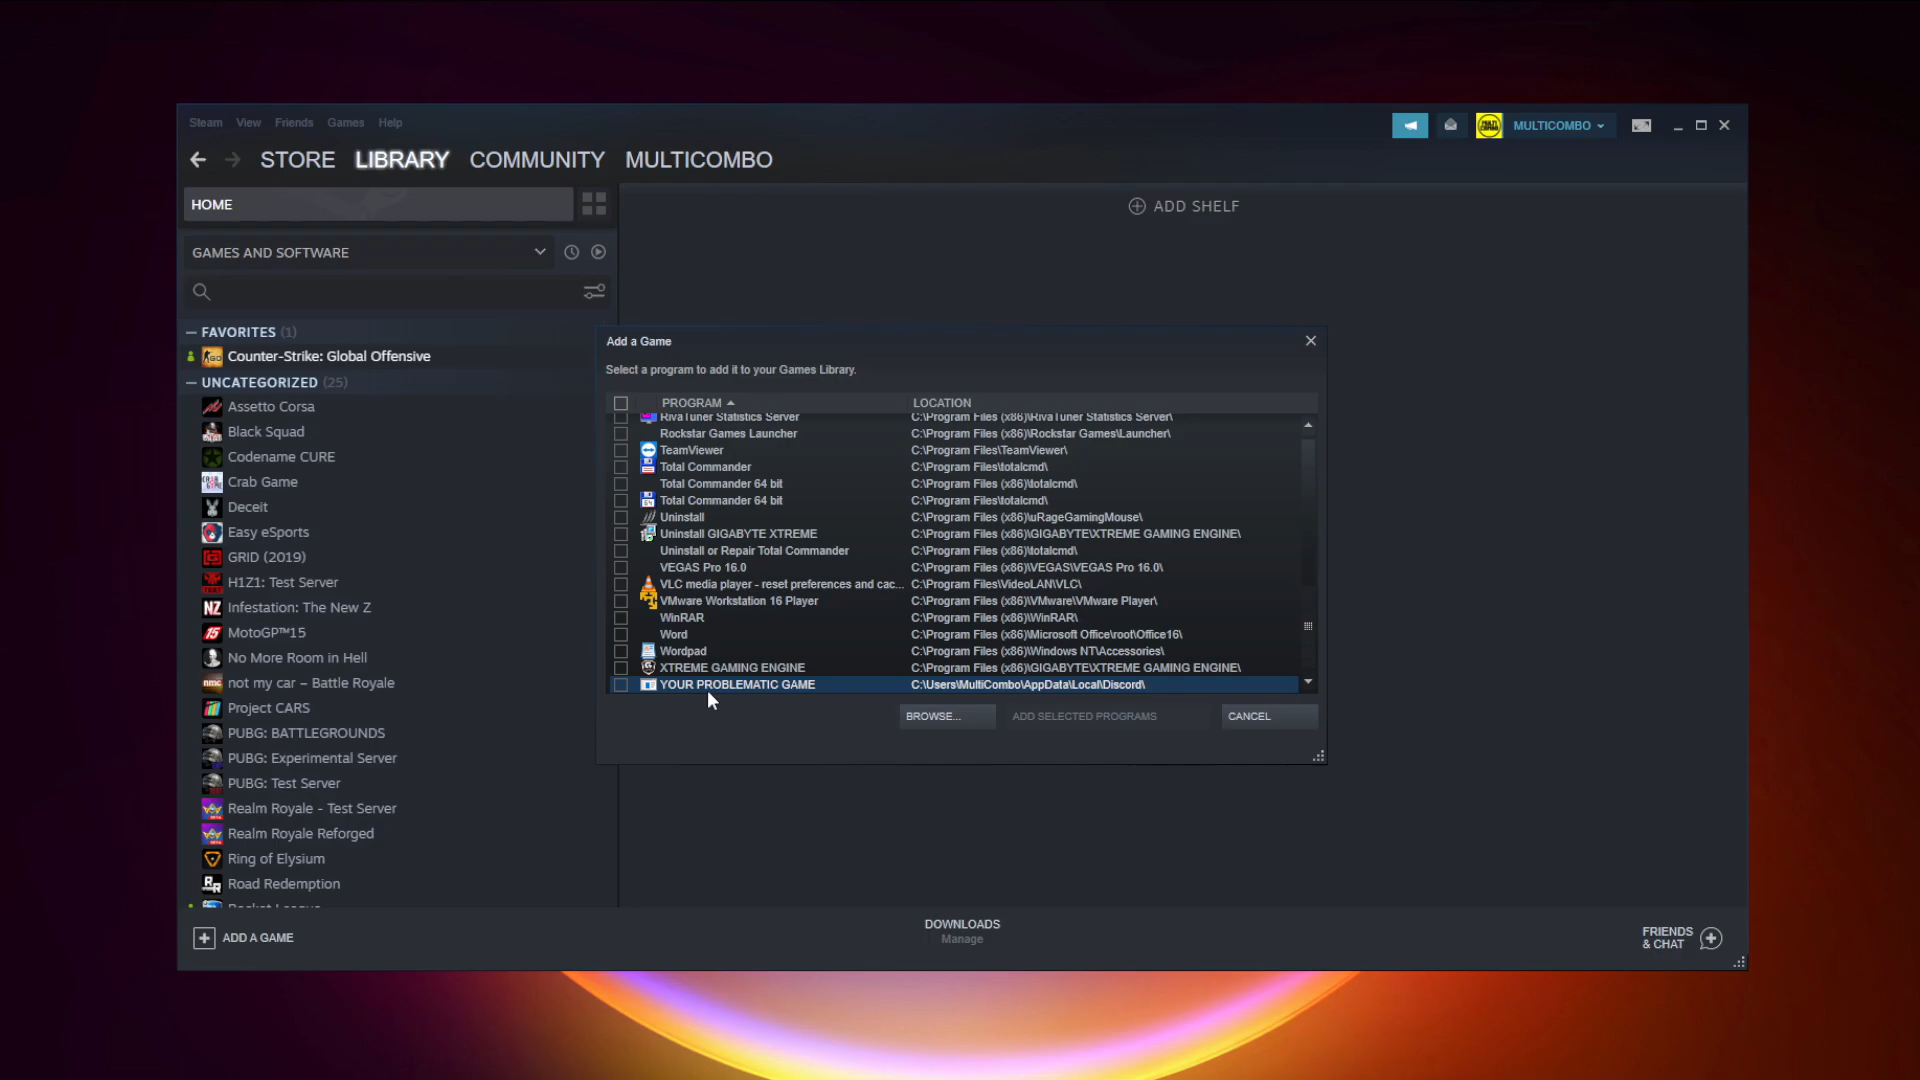 Steam View Friends Games Help
MULTICOMBO
STORE LIBRARY COMMUNITY MULTICOMBO
HOME
ADD SHELF
GAMES AND SOFTWARE
FAVORITES (1)
Counter-Strike: Global Offensive
UNCATEGORIZED (25)
Assetto Corsa
Black Squad
Codename CURE
Crab Game
Deceit
Easy eSports
GRID (2019)
H1Z1: Test Server
Infestation: The New Z
MotoGP™15
No More Room in Hell
not my car – Battle Royale
Project CARS
PUBG: BATTLEGROUNDS
PUBG: Experimental Server
PUBG: Test Server
Realm Royale - Test Server
Realm Royale Reforged
Ring of Elysium
Road Redemption
Add a Game
Select a program to add it to your Games Library.
PROGRAM LOCATION
RivaTuner Statistics Server C:\Program Files (x86)\RivaTuner Statistics Server\
Rockstar Games Launcher C:\Program Files (x86)\Rockstar Games\Launcher\
TeamViewer C:\Program Files\TeamViewer\
Total Commander C:\Program Files\totalcmd\
Total Commander 64 bit C:\Program Files (x86)\totalcmd\
Total Commander 64 bit C:\Program Files\totalcmd\
Uninstall C:\Program Files (x86)\uRageGamingMouse\
Uninstall GIGABYTE XTREME C:\Program Files (x86)\GIGABYTE\XTREME GAMING ENGINE\
Uninstall or Repair Total Commander C:\Program Files (x86)\totalcmd\
VEGAS Pro 16.0 C:\Program Files (x86)\VEGAS\VEGAS Pro 16.0\
VLC media player - reset preferences and cac... C:\Program Files\VideoLAN\VLC\
VMware Workstation 16 Player C:\Program Files (x86)\VMware\VMware Player\
WinRAR C:\Program Files (x86)\WinRAR\
Word C:\Program Files (x86)\Microsoft Office\root\Office16\
Wordpad C:\Program Files (x86)\Windows NT\Accessories\
XTREME GAMING ENGINE C:\Program Files (x86)\GIGABYTE\XTREME GAMING ENGINE\
YOUR PROBLEMATIC GAME C:\Users\MultiCombo\AppData\Local\Discord\
BROWSE... ADD SELECTED PROGRAMS CANCEL
ADD A GAME
DOWNLOADS
Manage
FRIENDS
& CHAT